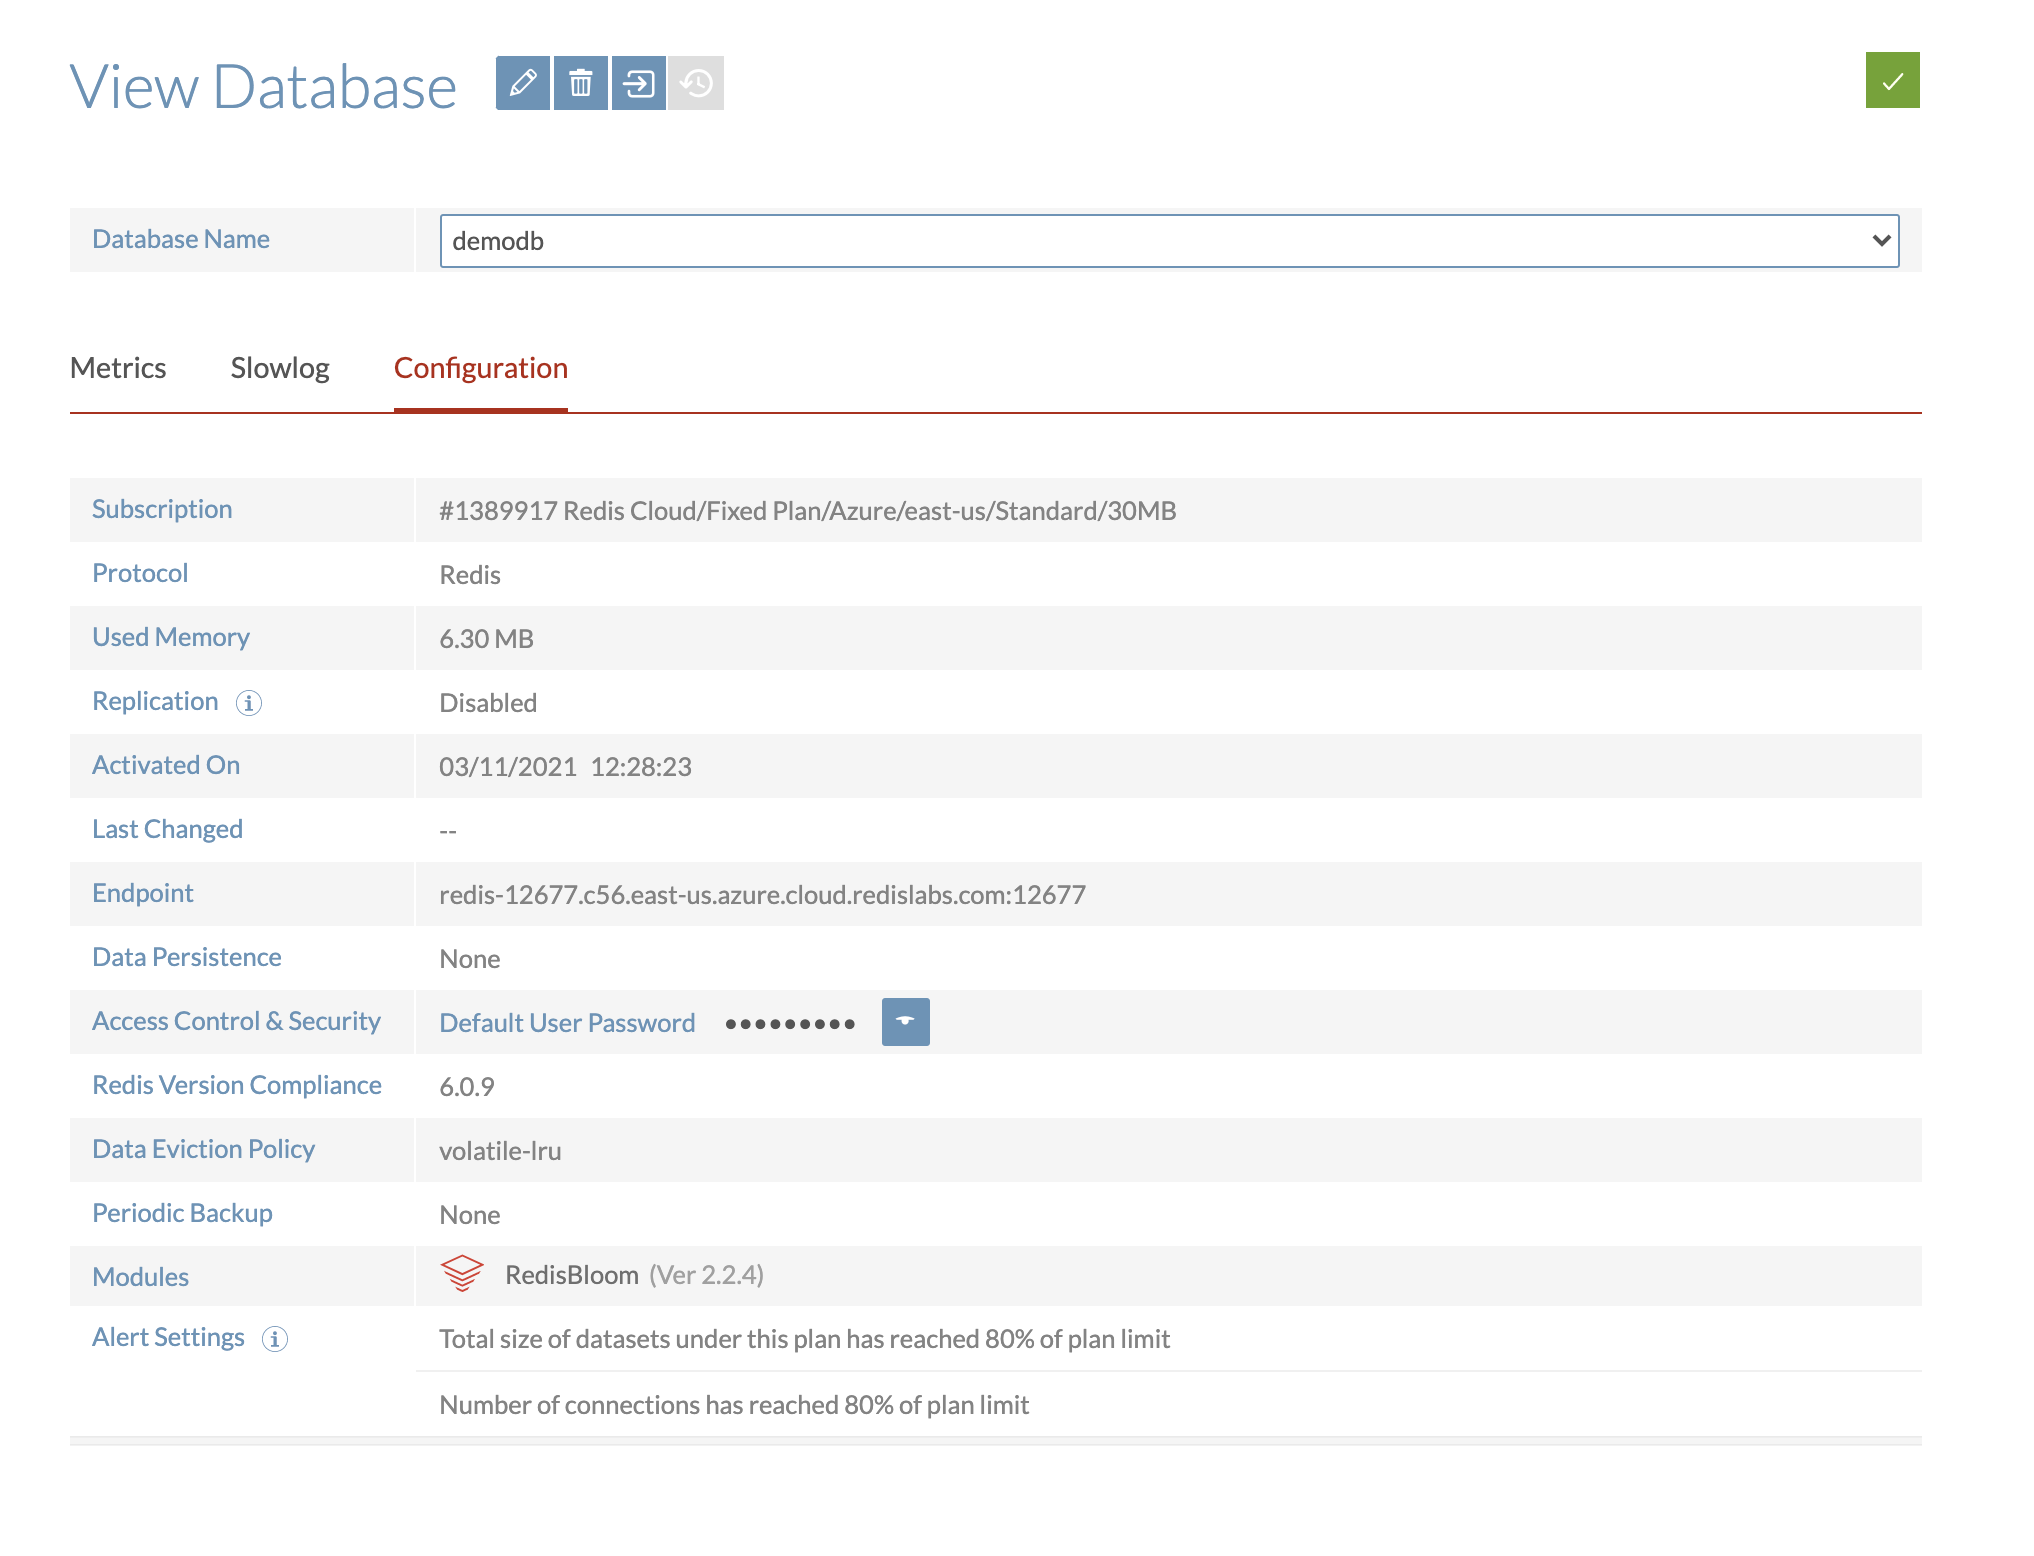 View Database
Database Name demodb
Metrics Slowlog Configuration
Subscription #1389917 Redis Cloud/Fixed Plan/Azure/east-us/Standard/30MB
Protocol Redis
Used Memory 6.30 MB
Replication i Disabled
Activated On 03/11/2021 12:28:23
Last Changed --
Endpoint redis-12677.c56.east-us.azure.cloud.redislabs.com:12677
Data Persistence None
Access Control & Security Default User Password •••••••••
Redis Version Compliance 6.0.9
Data Eviction Policy volatile-lru
Periodic Backup None
Modules RedisBloom (Ver 2.2.4)
Alert Settings i Total size of datasets under this plan has reached 80% of plan limit
Number of connections has reached 80% of plan limit